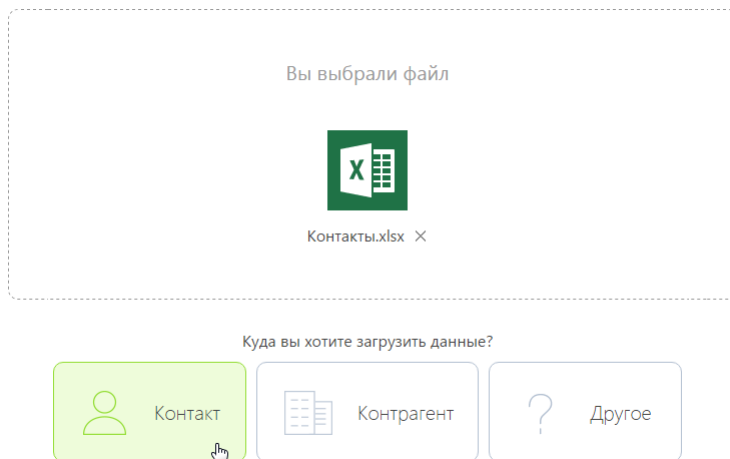 Вы выбрали файл
X
Контакты.xlsx
Куда вы хотите загрузить данные?
Контакт
Контрагент
? Другое